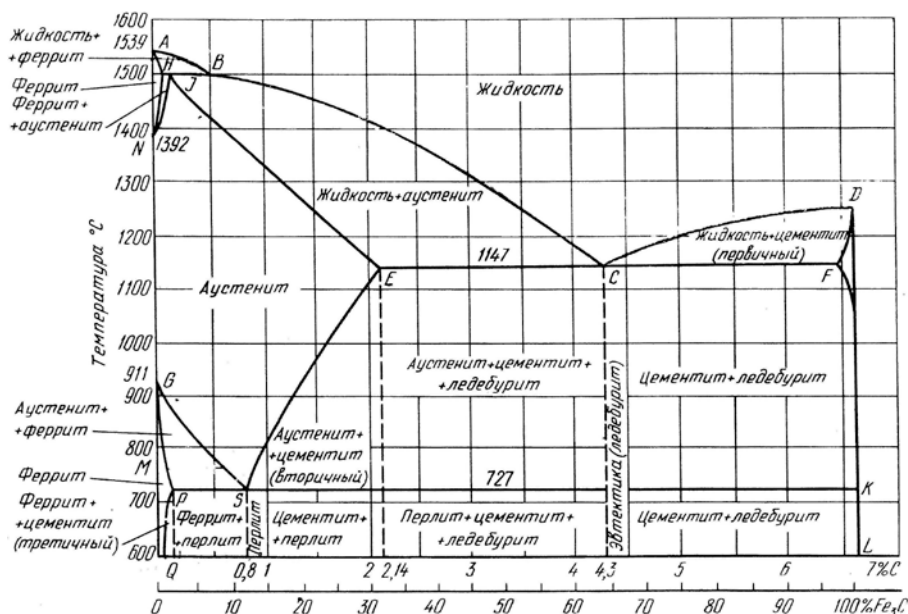 1600
1539
Жидкость+
+феррит
A
H
B
1500
J
Феррит
Феррит+
+аустенит
Жидкость
1400
N
1392
1300
Жидкость+аустенит
D
1200
Жидкость+цементит
(первичный)
1147
E
C
F
1100
Аустенит
Температура °C
1000
911
G
900
Аустенит+цементит+
+ледебурит
Цементит+ледебурит
Аустенит+
+феррит
800
Аустенит+
+цементит
(вторичный)
Эвтектика (ледебурит)
M
Феррит
727
700
P
S
K
Феррит+
+цементит
(третичный)
Феррит+
+перлит
Перлит
Цементит+
+перлит
Перлит+цементит+
+ледебурит
Цементит+ледебурит
600
L
Q
0,8
1
2
2,14
3
4
4,3
5
6
7%C
0
10
20
30
40
50
60
70
80
90
100 %Fe3C